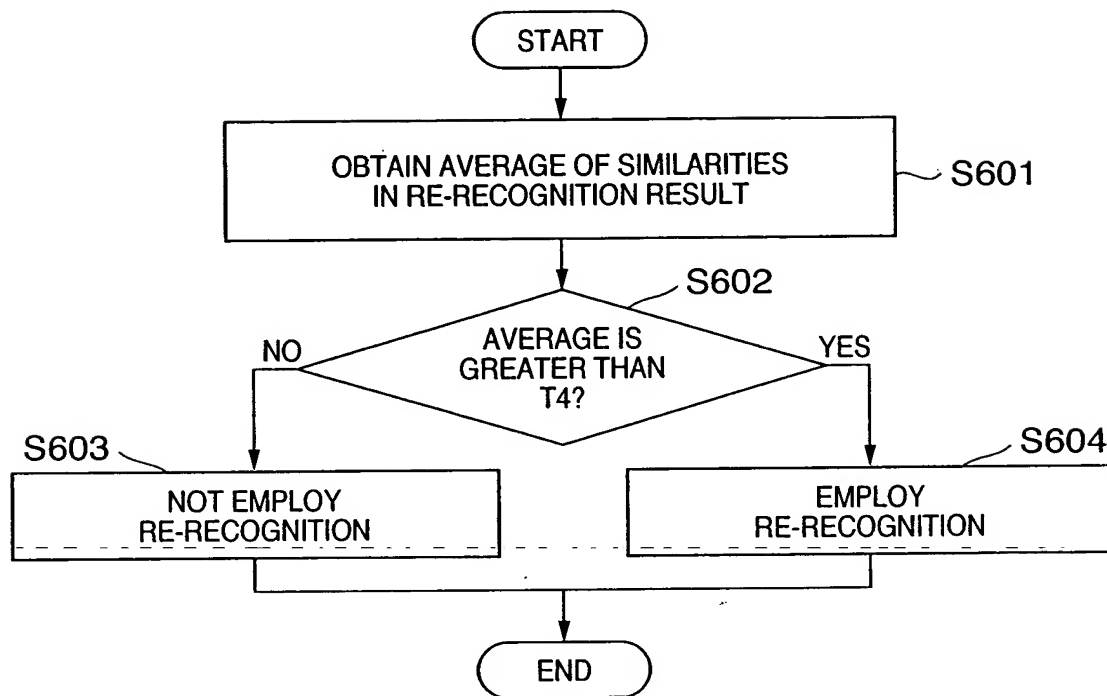 START
OBTAIN AVERAGE OF SIMILARITIES
IN RE-RECOGNITION RESULT
S601
S602
AVERAGE IS
GREATER THAN
T4?
NO
YES
S603
S604
NOT EMPLOY
RE-RECOGNITION
EMPLOY
RE-RECOGNITION
END